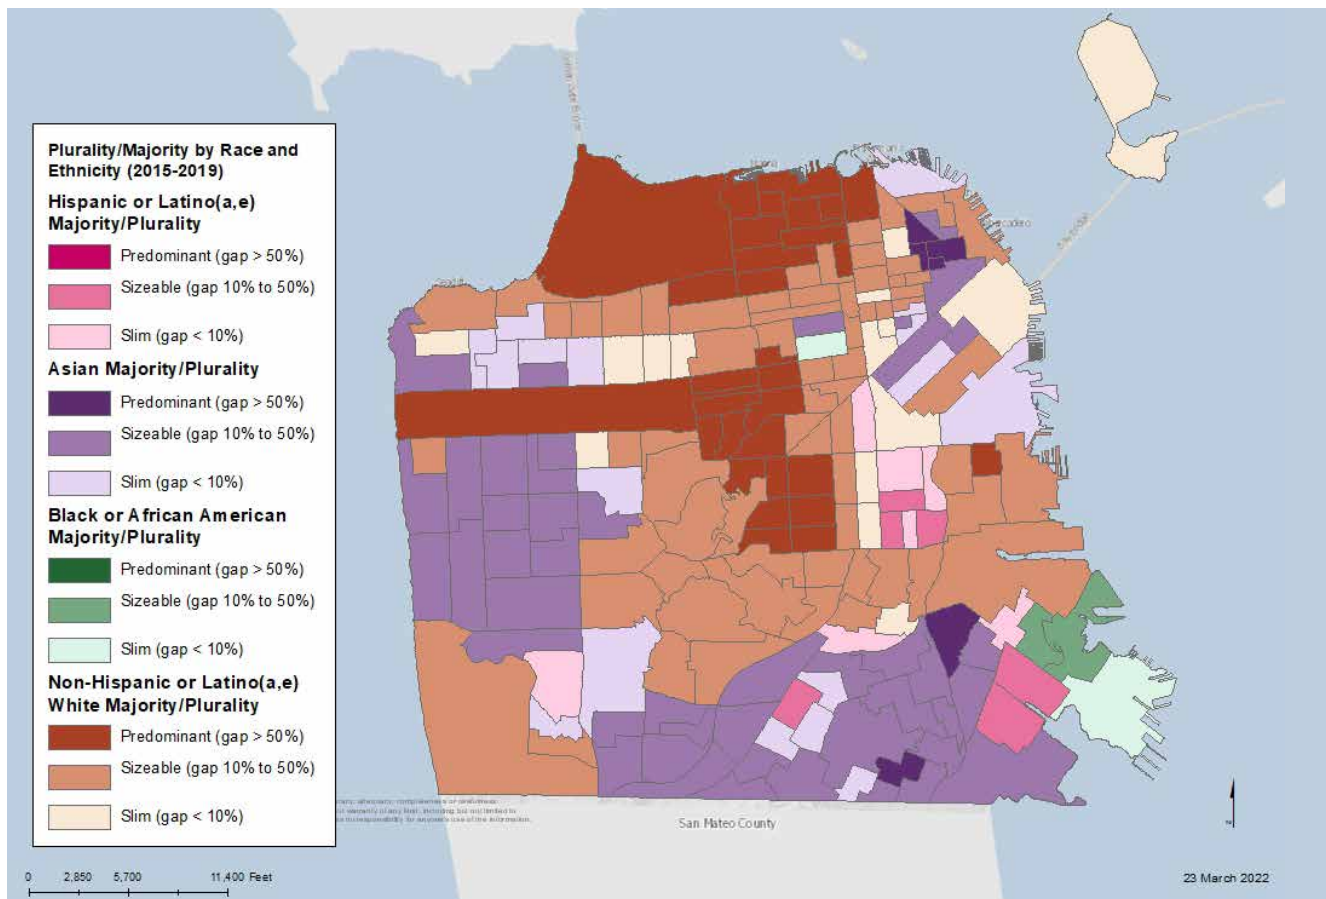 Plurality/Majority by Race and
Ethnicity (2015-2019)
Hispanic or Latino(a,e)
Majority/Plurality
Predominant (gap > 50%)
Sizeable (gap 10% to 50%)
Slim (gap < 10%)
Asian Majority/Plurality
Predominant (gap > 50%)
Sizeable (gap 10% to 50%)
Slim (gap < 10%)
Black or African American
Majority/Plurality
Predominant (gap > 50%)
Sizeable (gap 10% to 50%)
Slim (gap < 10%)
Non-Hispanic or Latino(a,e)
White Majority/Plurality
Predominant (gap > 50%)
Sizeable (gap 10% to 50%)
Slim (gap < 10%)
San Mateo County
0 2,850 5,700 11,400 Feet
23 March 2022